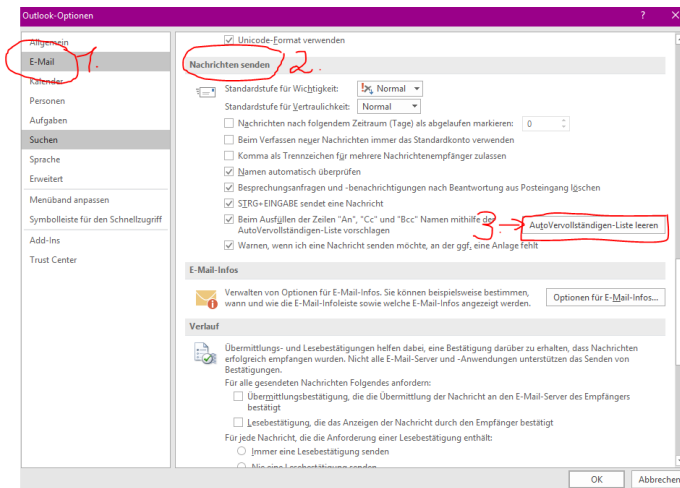 Outlook-Optionen
?
Allgemein
E-Mail
Kalender
Personen
Aufgaben
Suchen
Sprache
Erweitert
Menüband anpassen
Symbolleiste für den Schnellzugriff
Add-Ins
Trust Center
1.
Unicode-Format verwenden
Nachrichten senden
2.
Standardstufe für Wichtigkeit: Normal
Standardstufe für Vertraulichkeit: Normal
Nachrichten nach folgendem Zeitraum (Tage) als abgelaufen markieren: 0
Beim Verfassen neuer Nachrichten immer das Standardkonto verwenden
Komma als Trennzeichen für mehrere Nachrichtenempfänger zulassen
Namen automatisch überprüfen
Besprechungsanfragen und -benachrichtigungen nach Beantwortung aus Posteingang löschen
STRG+EINGABE sendet eine Nachricht
Beim Ausfüllen der Zeilen "An", "Cc" und "Bcc" Namen mithilfe der
AutoVervollständigen-Liste vorschlagen
3.
AutoVervollständigen-Liste leeren
Warnen, wenn ich eine Nachricht senden möchte, an der ggf. eine Anlage fehlt
E-Mail-Infos
Verwalten von Optionen für E-Mail-Infos. Sie können beispielsweise bestimmen,
wann und wie die E-Mail-Infoleiste sowie welche E-Mail-Infos angezeigt werden.
Optionen für E-Mail-Infos...
Verlauf
Übermittlungs- und Lesebestätigungen helfen dabei, eine Bestätigung darüber zu erhalten, dass Nachrichten
erfolgreich empfangen wurden. Nicht alle E-Mail-Server und -Anwendungen unterstützen das Senden von
Bestätigungen.
Für alle gesendeten Nachrichten Folgendes anfordern:
Übermittlungsbestätigung, die die Übermittlung der Nachricht an den E-Mail-Server des Empfängers
bestätigt
Lesebestätigung, die das Anzeigen der Nachricht durch den Empfänger bestätigt
Für jede Nachricht, die die Anforderung einer Lesebestätigung enthält:
Immer eine Lesebestätigung senden
Nie eine Lesebestätigung senden
OK
Abbrechen